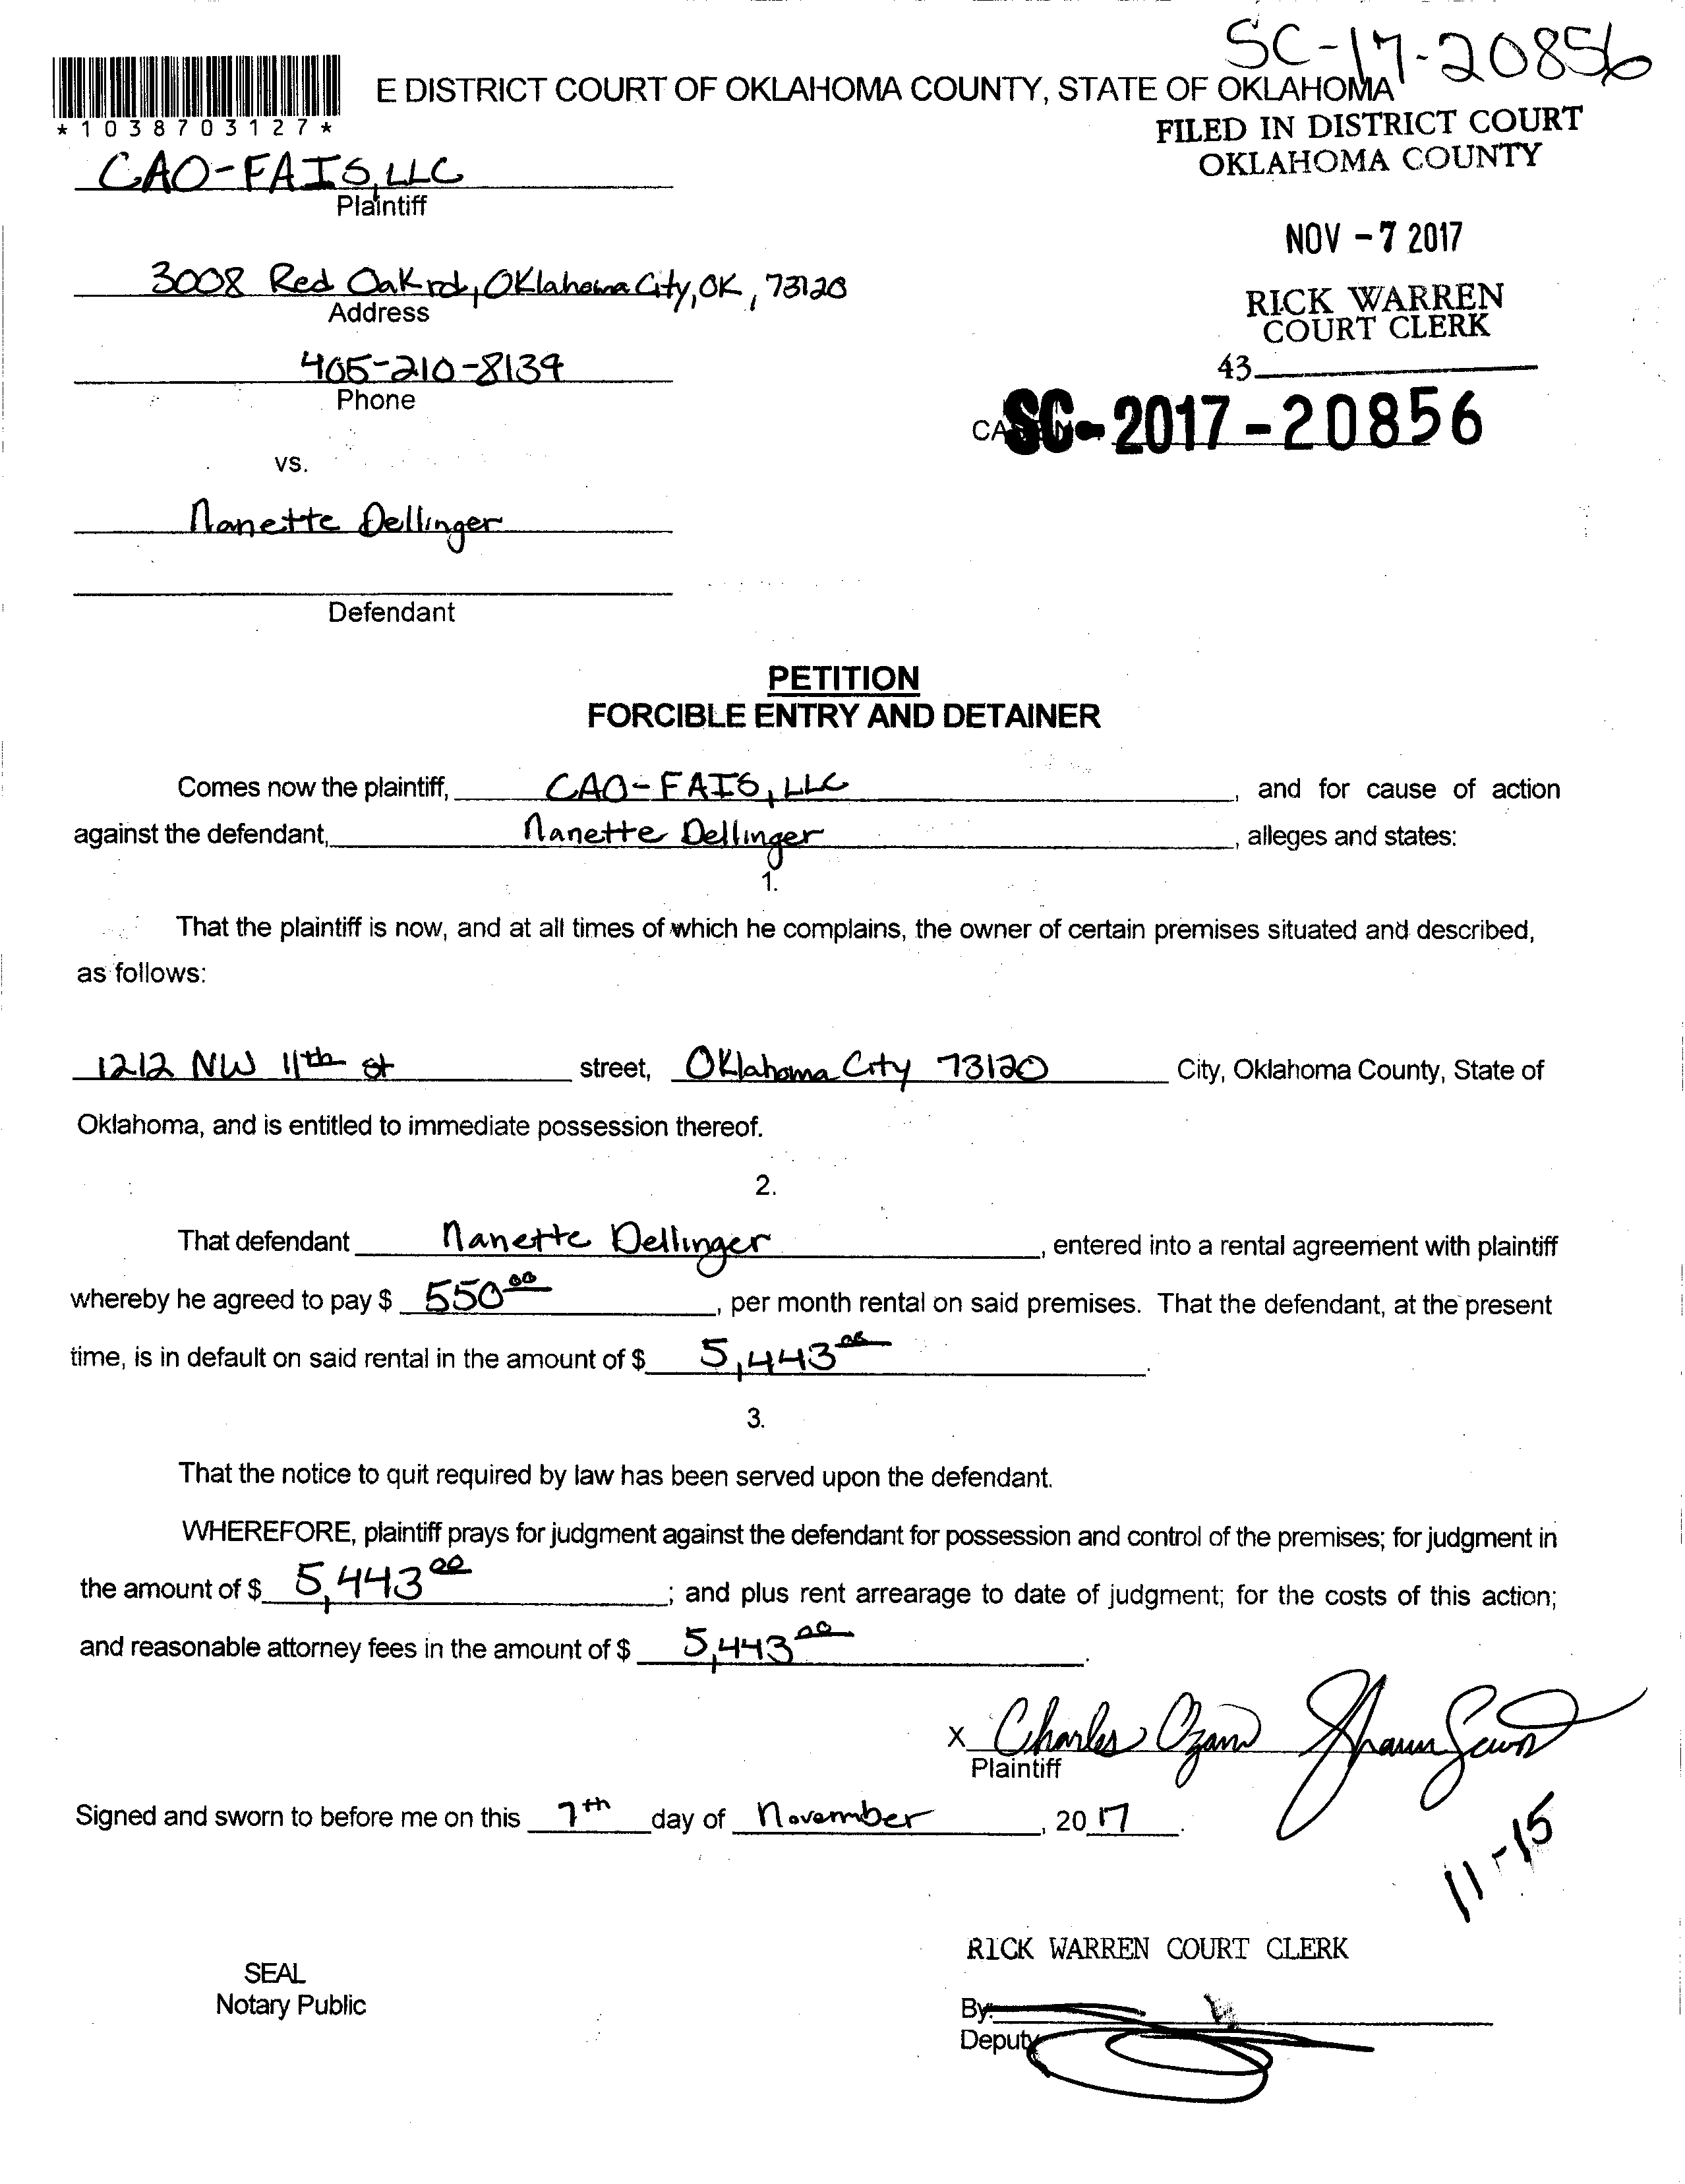 SC-17-20856
E DISTRICT COURT OF OKLAHOMA COUNTY, STATE OF OKLAHOMA
*1038703127*
FILED IN DISTRICT COURT
OKLAHOMA COUNTY
CAO-FAIS, LLC
Plaintiff
NOV -7 2017
3008 Red Oak rd, Oklahoma City, OK, 73120
Address
RICK WARREN
COURT CLERK
405-210-8139
Phone
43
SC-2017-20856
vs.
Nanette Dellinger
Defendant
PETITION
FORCIBLE ENTRY AND DETAINER
Comes now the plaintiff, CAO-FAIS, LLC, and for cause of action
against the defendant, Nanette Dellinger, alleges and states:
1.
That the plaintiff is now, and at all times of which he complains, the owner of certain premises situated and described,
as follows:
1212 NW 11th st street, Oklahoma City 73120 City, Oklahoma County, State of
Oklahoma, and is entitled to immediate possession thereof.
2.
That defendant Nanette Dellinger, entered into a rental agreement with plaintiff
whereby he agreed to pay $ 550 00, per month rental on said premises. That the defendant, at the present
time, is in default on said rental in the amount of $ 5,443 00.
3.
That the notice to quit required by law has been served upon the defendant.
WHEREFORE, plaintiff prays for judgment against the defendant for possession and control of the premises; for judgment in
the amount of $ 5,443 00; and plus rent arrearage to date of judgment; for the costs of this action;
and reasonable attorney fees in the amount of $ 5,443 00.
X Charles Ozan Shaun
Plaintiff
Signed and sworn to before me on this 7th day of November, 20 17.
11-15
RICK WARREN COURT CLERK
SEAL
Notary Public
By:
Deputy